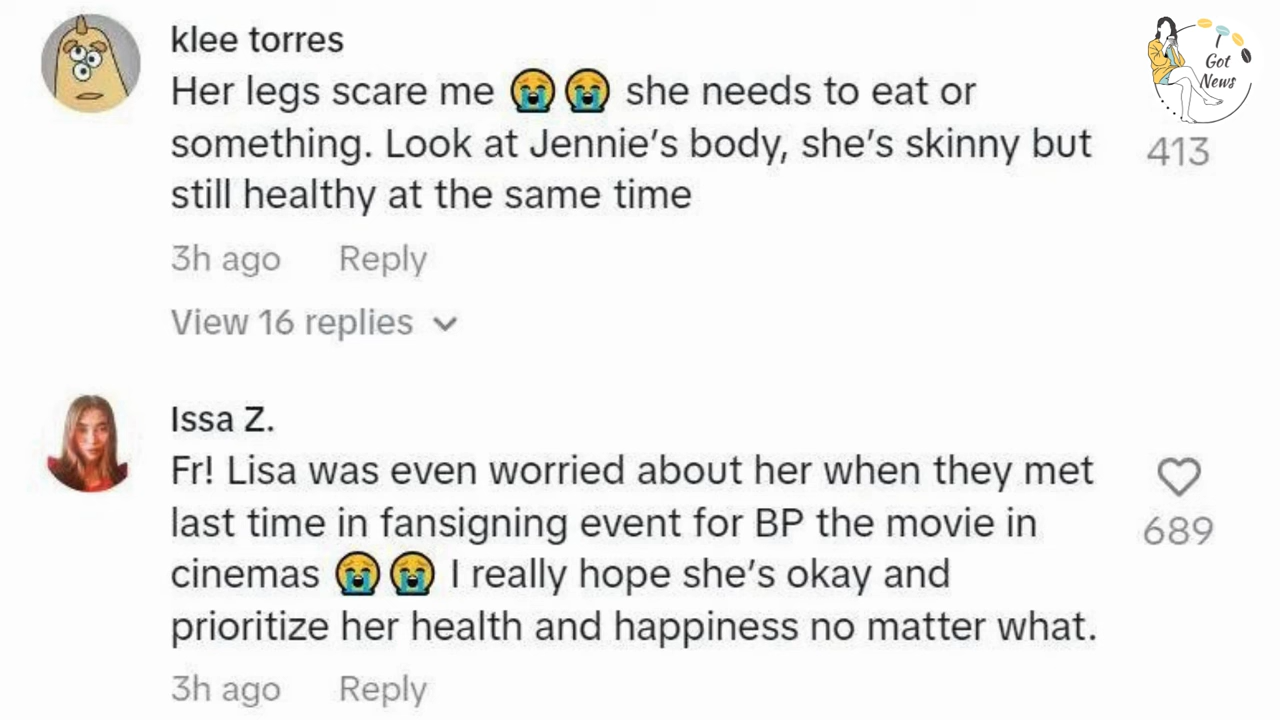 klee torres
Her legs scare me 😭😭 she needs to eat or
something. Look at Jennie's body, she's skinny but
still healthy at the same time
3h ago Reply
View 16 replies
413
I
Got
News
Issa Z.
Fr! Lisa was even worried about her when they met
last time in fansigning event for BP the movie in
cinemas 😭😭 I really hope she's okay and
prioritize her health and happiness no matter what.
3h ago Reply
689